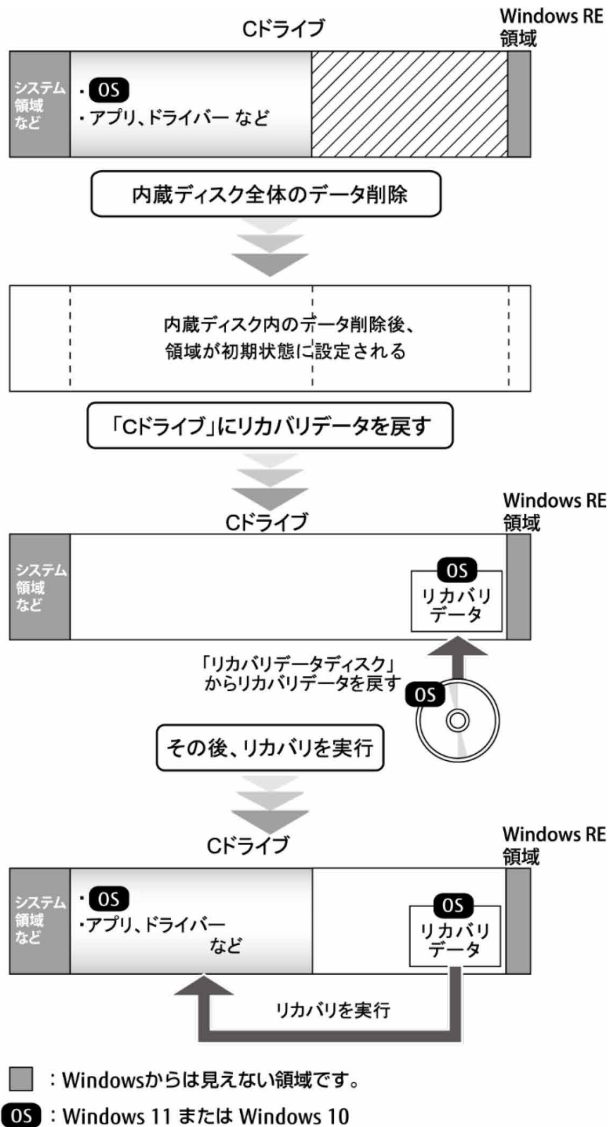 Cドライブ
Windows RE
領域
システム
領域
など
・OS
・アプリ、ドライバー など
内蔵ディスク全体のデータ削除
内蔵ディスク内のデータ削除後、
領域が初期状態に設定される
「Cドライブ」にリカバリデータを戻す
Cドライブ
Windows RE
領域
システム
領域
など
OS
リカバリ
データ
「リカバリデータディスク」
からリカバリデータを戻す
OS
その後、リカバリを実行
Cドライブ
Windows RE
領域
システム
領域
など
・OS
・アプリ、ドライバー
など
OS
リカバリ
データ
リカバリを実行
：Windowsからは見えない領域です。
OS：Windows 11 または Windows 10